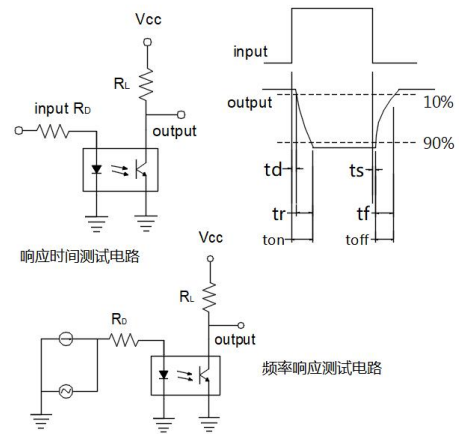 Vcc
RL
input RD
output
响应时间测试电路
input
output
10%
90%
td
ts
tr
tf
ton
toff
Vcc
RL
RD
output
频率响应测试电路